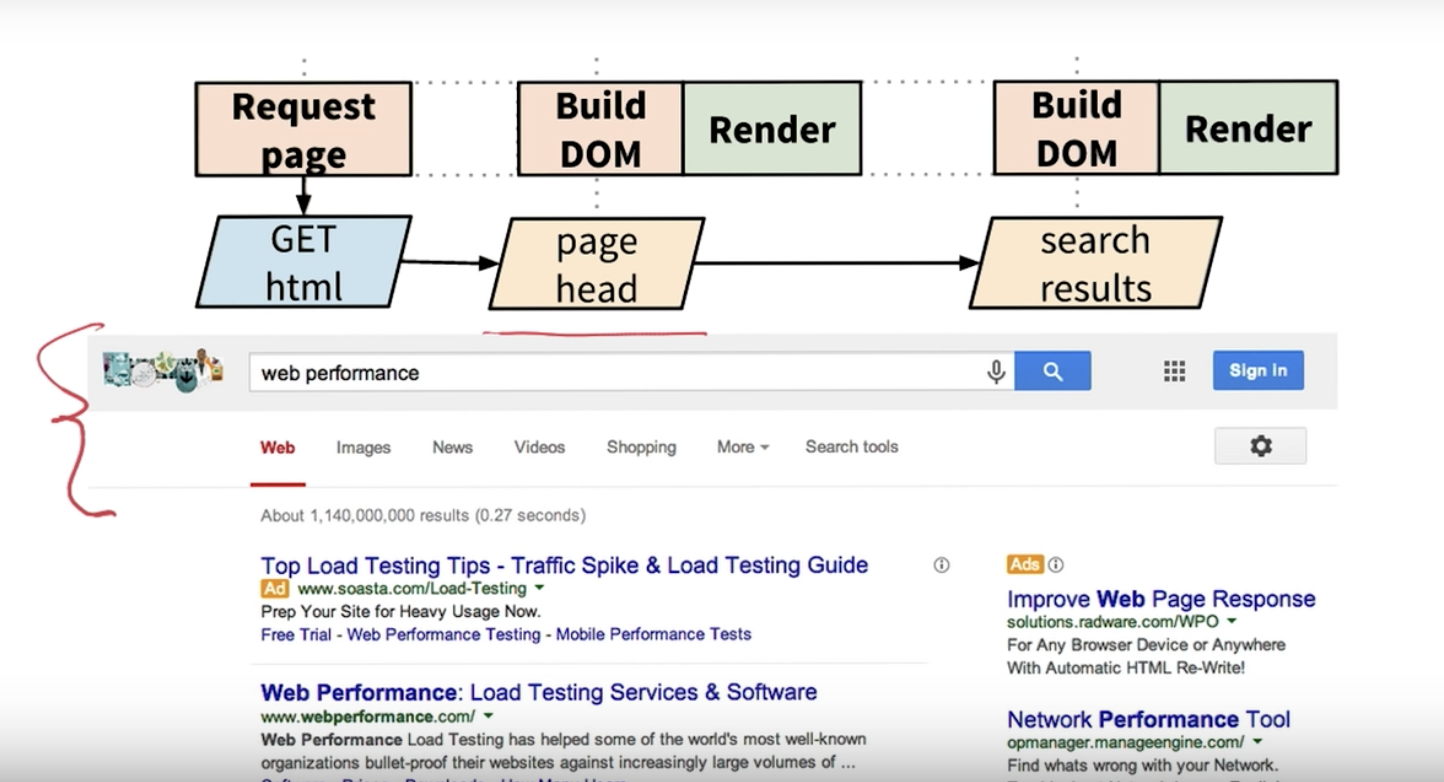 Request
page
Build
DOM
Render
Build
DOM
Render
GET
html
page
head
search
results
web performance
Sign in
Web Images News Videos Shopping More Search tools
About 1,140,000,000 results (0.27 seconds)
Top Load Testing Tips - Traffic Spike & Load Testing Guide
Ad www.soasta.com/Load-Testing
Prep Your Site for Heavy Usage Now.
Free Trial - Web Performance Testing - Mobile Performance Tests
Web Performance: Load Testing Services & Software
www.webperformance.com/
Web Performance Load Testing has helped some of the world's most well-known
organizations bullet-proof their websites against increasingly large volumes of ...
Ads
Improve Web Page Response
solutions.radware.com/WPO
For Any Browser Device or Anywhere
With Automatic HTML Re-Write!
Network Performance Tool
opmanager.manageengine.com/
Find whats wrong with your Network.